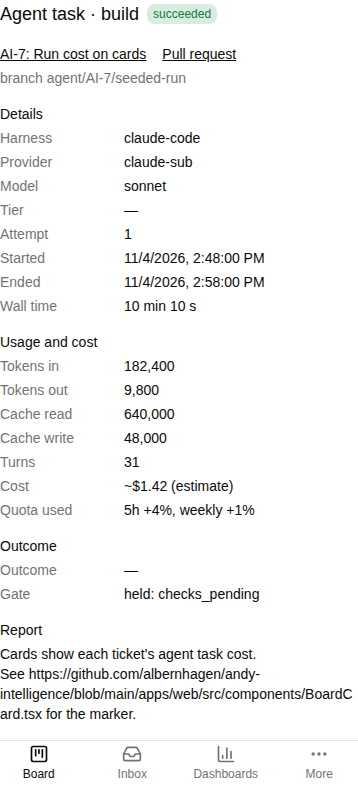 Agent task · build succeeded
AI-7: Run cost on cards Pull request
branch agent/AI-7/seeded-run
Details
Harness claude-code
Provider claude-sub
Model sonnet
Tier —
Attempt 1
Started 11/4/2026, 2:48:00 PM
Ended 11/4/2026, 2:58:00 PM
Wall time 10 min 10 s
Usage and cost
Tokens in 182,400
Tokens out 9,800
Cache read 640,000
Cache write 48,000
Turns 31
Cost ~$1.42 (estimate)
Quota used 5h +4%, weekly +1%
Outcome
Outcome —
Gate held: checks_pending
Report
Cards show each ticket's agent task cost.
See https://github.com/albernhagen/andy-
intelligence/blob/main/apps/web/src/components/BoardC
ard.tsx for the marker.
Board Inbox Dashboards More